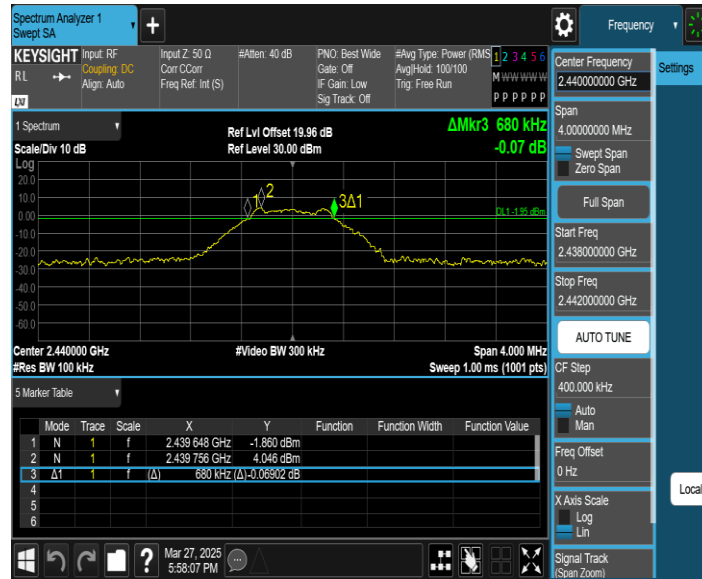 Spectrum Analyzer 1
Swept SA
+
Frequency
KEYSIGHT
RL
LXI
Input: RF
Coupling: DC
Align: Auto
Input Z: 50 Ω
Corr CCorr
Freq Ref: Int (S)
#Atten: 40 dB
PNO: Best Wide
Gate: Off
IF Gain: Low
Sig Track: Off
#Avg Type: Power (RMS
Avg|Hold: 100/100
Trig: Free Run
1 2 3 4 5 6
M W W W W W
P P P P P P
1 Spectrum
Scale/Div 10 dB
Ref Lvl Offset 19.96 dB
Ref Level 30.00 dBm
ΔMkr3 680 kHz
-0.07 dB
Log
20.0
10.0
0.00
-10.0
-20.0
-30.0
-40.0
-50.0
-60.0
1
2
3Δ1
DL1 -1.95 dBm
Center 2.440000 GHz
#Res BW 100 kHz
#Video BW 300 kHz
Span 4.000 MHz
Sweep 1.00 ms (1001 pts)
5 Marker Table
Mode Trace Scale X Y Function Function Width Function Value
1 N 1 f 2.439 648 GHz -1.860 dBm
2 N 1 f 2.439 756 GHz 4.046 dBm
3 Δ1 1 f (Δ) 680 kHz (Δ) -0.06902 dB
4
5
6
?
Mar 27, 2025
5:58:07 PM
Center Frequency
2.440000000 GHz
Span
4.00000000 MHz
Swept Span
Zero Span
Full Span
Start Freq
2.438000000 GHz
Stop Freq
2.442000000 GHz
AUTO TUNE
CF Step
400.000 kHz
Auto
Man
Freq Offset
0 Hz
X Axis Scale
Log
Lin
Signal Track
(Span Zoom)
Settings
Local